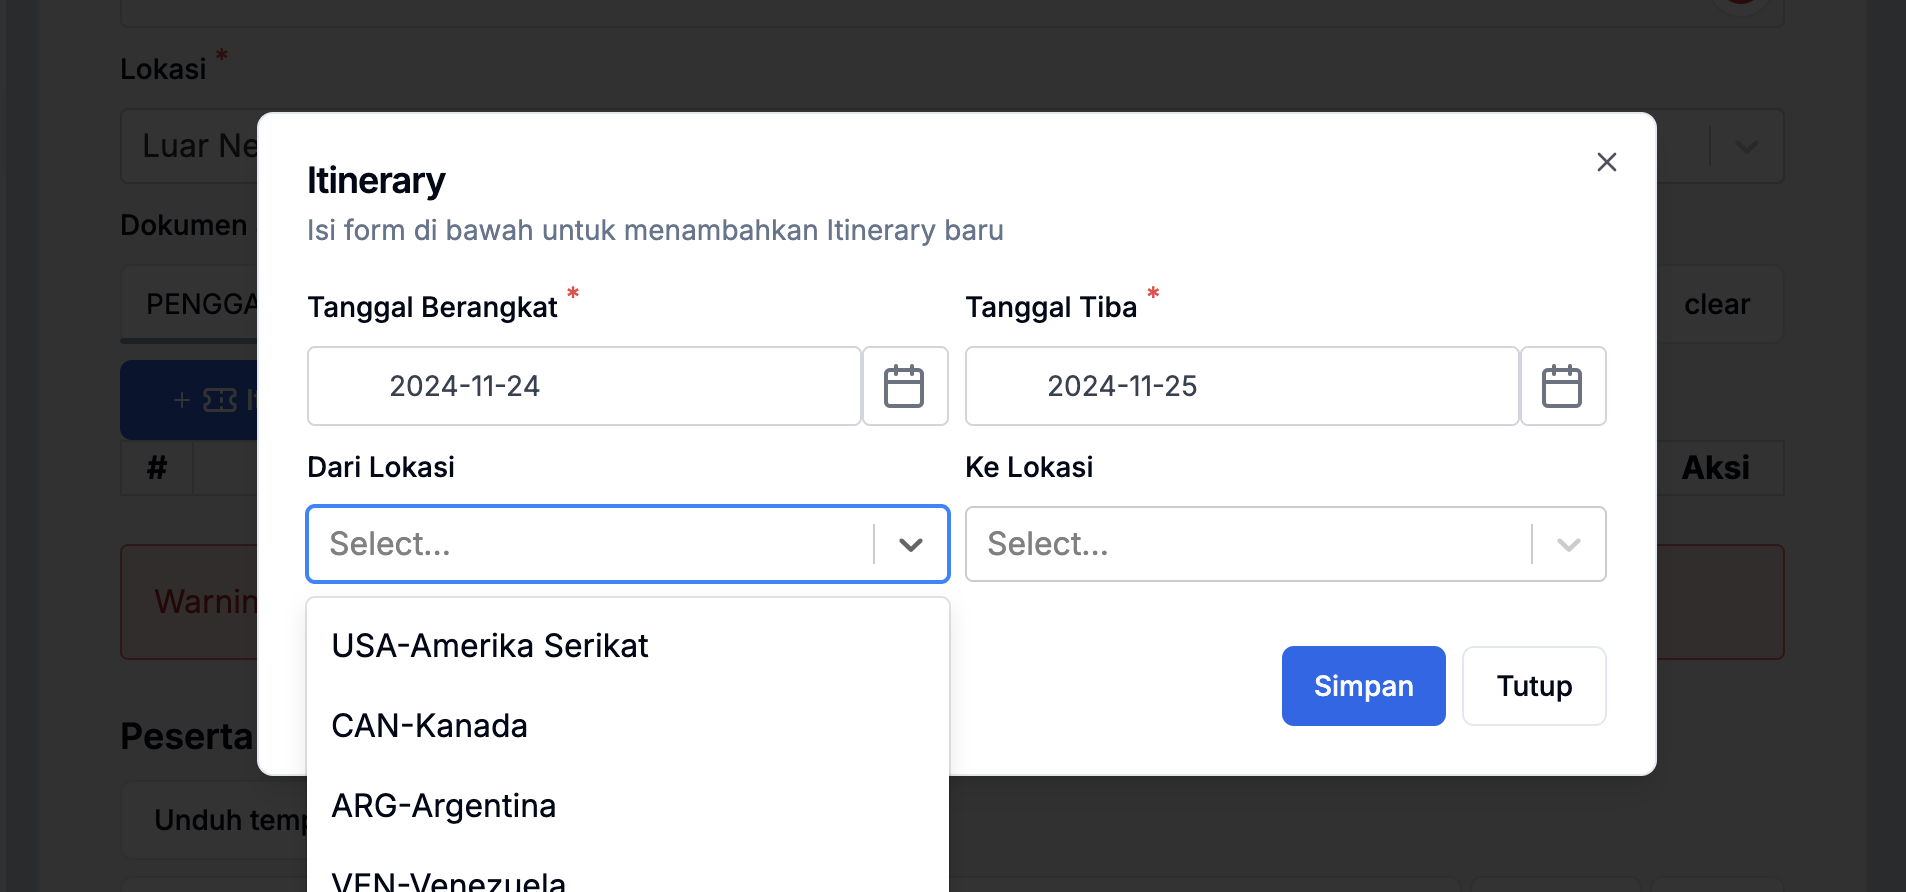 Lokasi *
Luar Ne
Itinerary
Isi form di bawah untuk menambahkan Itinerary baru
Dokumen
PENGGA
clear
Tanggal Berangkat *
Tanggal Tiba *
2024-11-24
2024-11-25
+ It
#
Aksi
Dari Lokasi
Ke Lokasi
Select...
Select...
Warnin
USA-Amerika Serikat
CAN-Kanada
ARG-Argentina
VEN-Venezuela
Simpan
Tutup
Peserta
Unduh temp